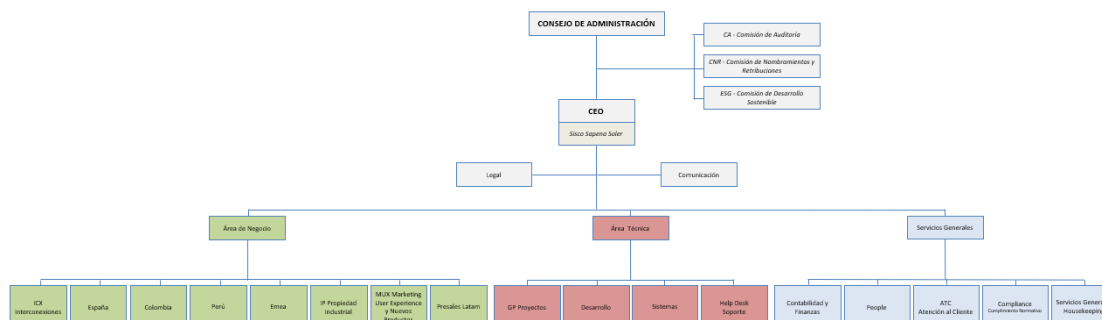 CONSEJO DE ADMINISTRACIÓN
CA - Comisión de Auditoría
CNR - Comisión de Nombramientos y
Retribuciones
ESG - Comisión de Desarrollo
Sostenible
CEO
Sisco Sapena Soler
Legal
Comunicación
Área de Negocio
Área Técnica
Servicios Generales
ICX
Interconexiones
España
Colombia
Perú
Emea
IP Propiedad
Industrial
MUX Marketing
User Experience
y Nuevos
Productos
Presales Latam
GP Proyectos
Desarrollo
Sistemas
Help Desk
Soporte
Contabilidad y
Finanzas
People
ATC
Atención al Cliente
Compliance
Cumplimiento Normativo
Servicios Genera
Housekeeping